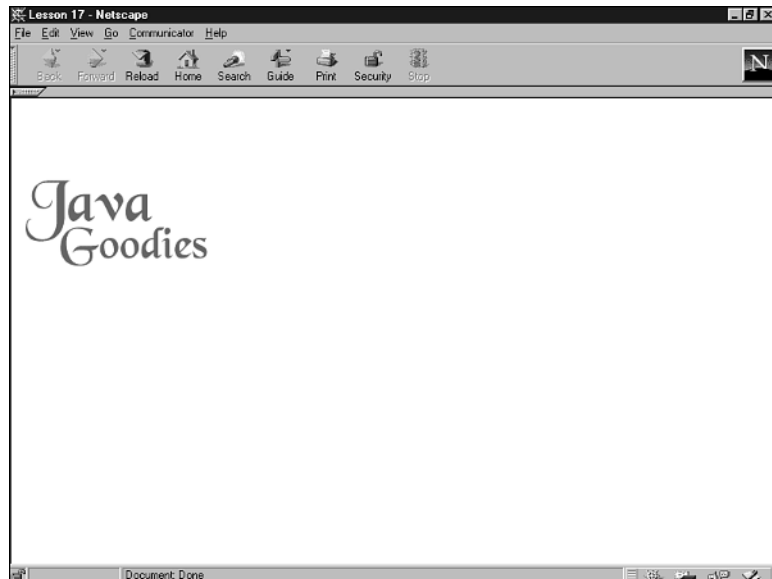 Lesson 17 - Netscape
File Edit View Go Communicator Help
Back Forward Reload Home Search Guide Print Security Stop
N
Java
Goodies
Document: Done